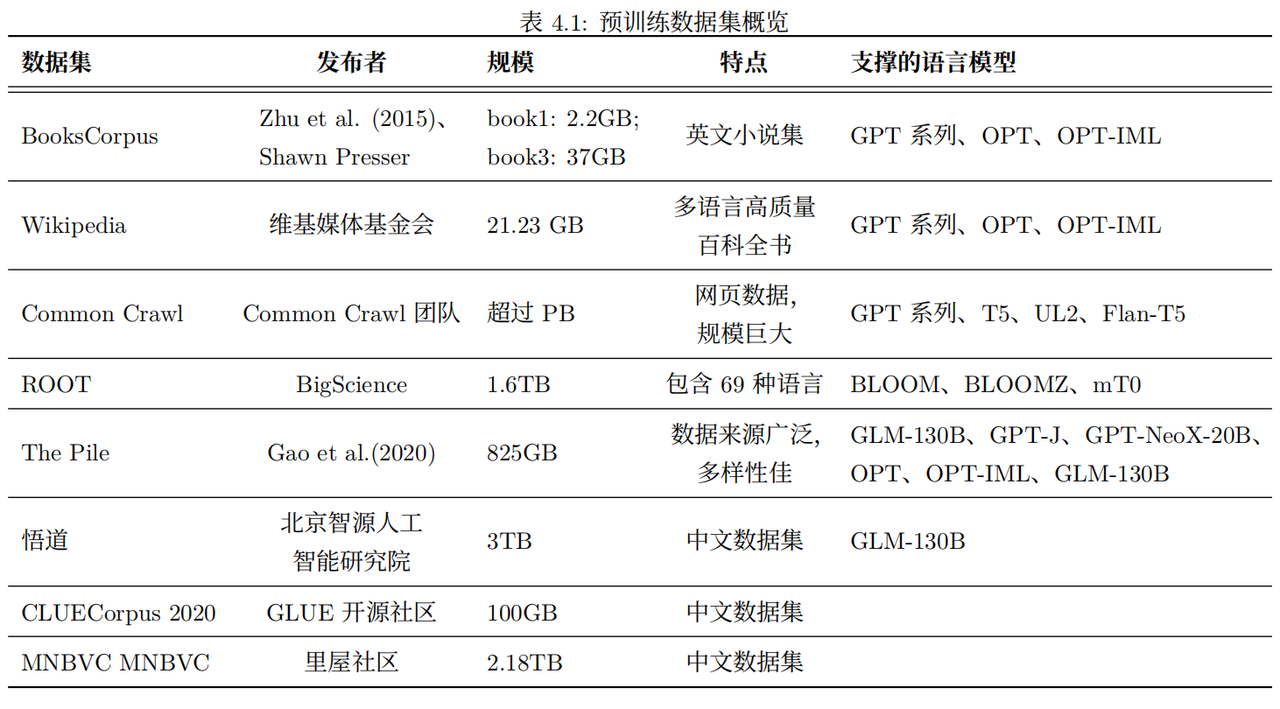 表 4.1: 预训练数据集概览
数据集 发布者 规模 特点 支撑的语言模型
BooksCorpus Zhu et al. (2015)、 Shawn Presser book1: 2.2GB; book3: 37GB 英文小说集 GPT 系列、OPT、OPT-IML
Wikipedia 维基媒体基金会 21.23 GB 多语言高质量 百科全书 GPT 系列、OPT、OPT-IML
Common Crawl Common Crawl 团队 超过 PB 网页数据, 规模巨大 GPT 系列、T5、UL2、Flan-T5
ROOT BigScience 1.6TB 包含 69 种语言 BLOOM、BLOOMZ、mT0
The Pile Gao et al.(2020) 825GB 数据来源广泛, 多样性佳 GLM-130B、GPT-J、GPT-NeoX-20B、 OPT、OPT-IML、GLM-130B
悟道 北京智源人工 智能研究院 3TB 中文数据集 GLM-130B
CLUECorpus 2020 GLUE 开源社区 100GB 中文数据集
MNBVC MNBVC 里屋社区 2.18TB 中文数据集